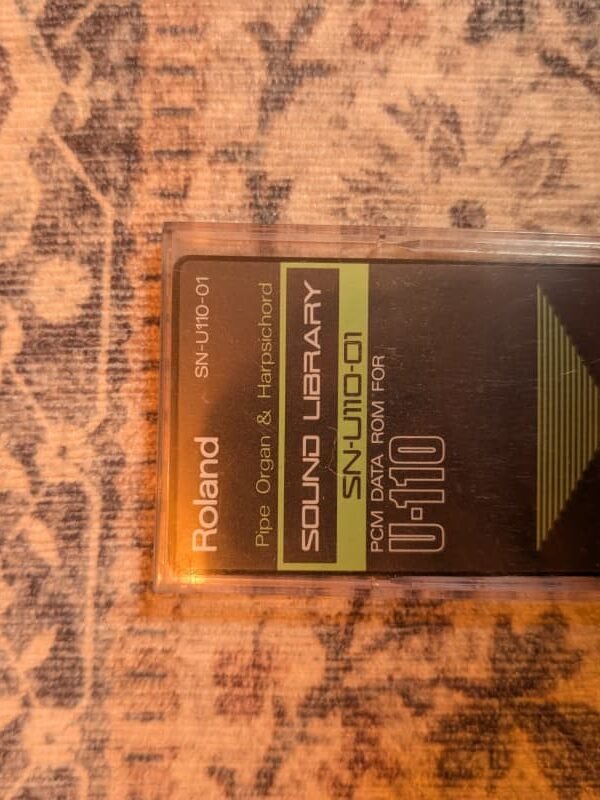 Roland SN-U110-01
Pipe Organ & Harpsichord
SOUND LIBRARY
SN-U110-01
PCM DATA ROM FOR
U-110